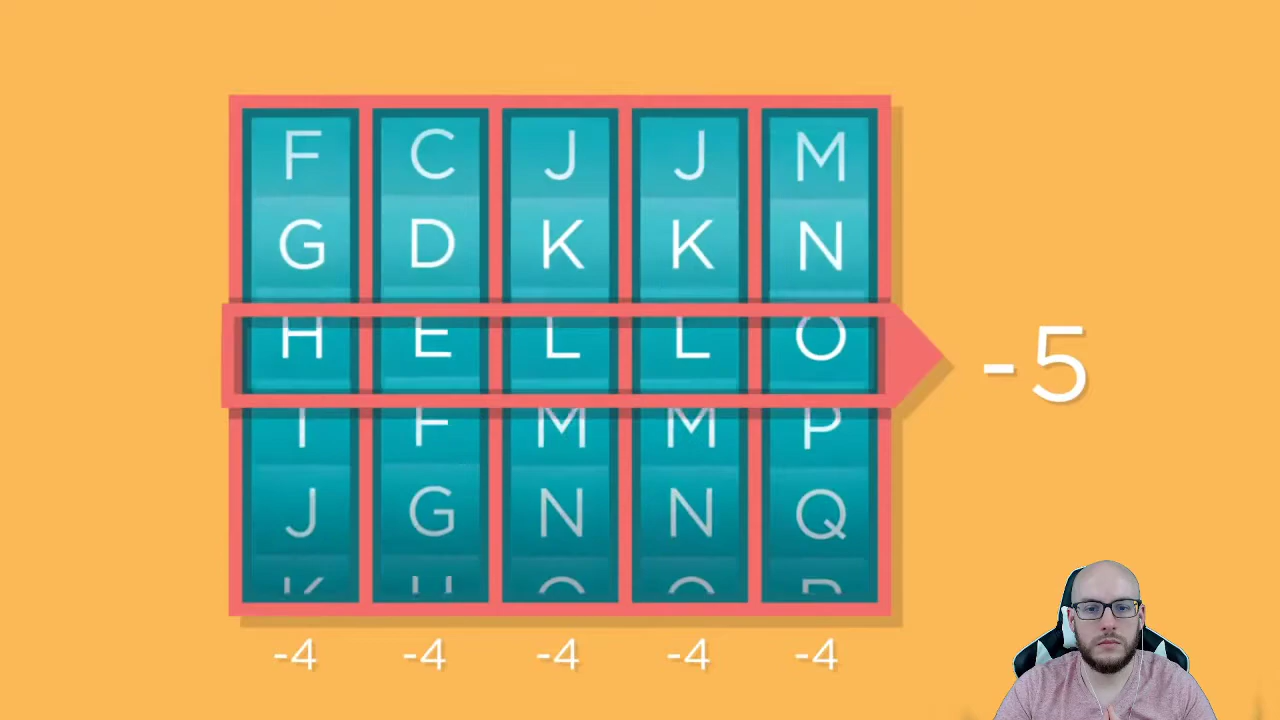 F C J J M
G D K K N
H E L L O
-5
I F M M P
J G N N Q
K H O O R
-4 -4 -4 -4 -4